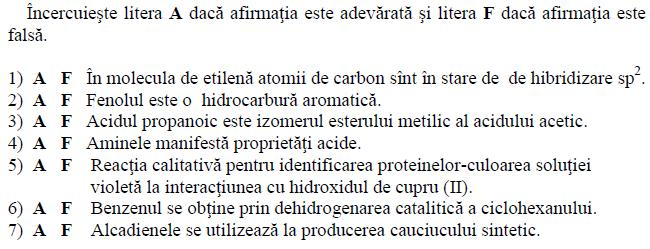 Încercuieşte litera A dacă afirmaţia este adevărată şi litera F dacă afirmaţia este
falsă.
1) A F În molecula de etilenă atomii de carbon sînt în stare de de hibridizare sp².
2) A F Fenolul este o hidrocarbură aromatică.
3) A F Acidul propanoic este izomerul esterului metilic al acidului acetic.
4) A F Aminele manifestă proprietăţi acide.
5) A F Reacţia calitativă pentru identificarea proteinelor-culoarea soluţiei
violetă la interacţiunea cu hidroxidul de cupru (II).
6) A F Benzenul se obţine prin dehidrogenarea catalitică a ciclohexanului.
7) A F Alcadienele se utilizează la producerea cauciucului sintetic.